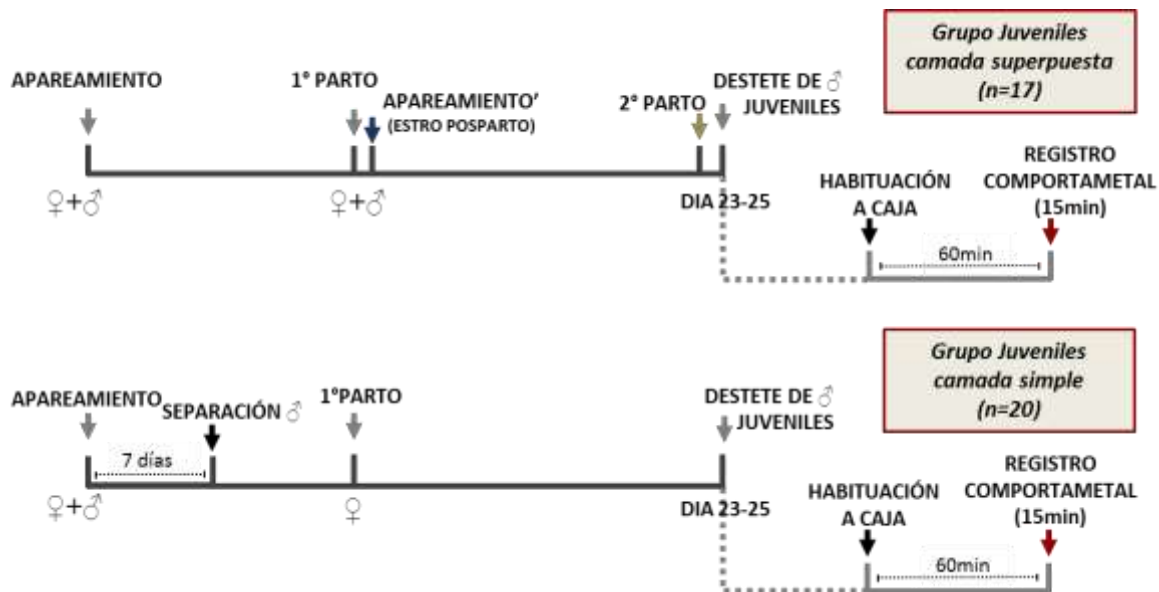 Grupo Juveniles
camada superpuesta
(n=17)
APAREAMIENTO
1° PARTO
APAREAMIENTO'
(ESTRO POSPARTO)
2° PARTO
DESTETE DE ♂
JUVENILES
♀+♂
♀+♂
DIA 23-25
HABITUACIÓN
A CAJA
REGISTRO
COMPORTAMETAL
(15min)
60min
Grupo Juveniles
camada simple
(n=20)
APAREAMIENTO
SEPARACIÓN ♂
1°PARTO
DESTETE DE ♂
JUVENILES
7 días
♀+♂
♀
DIA 23-25
HABITUACIÓN
A CAJA
REGISTRO
COMPORTAMETAL
(15min)
60min